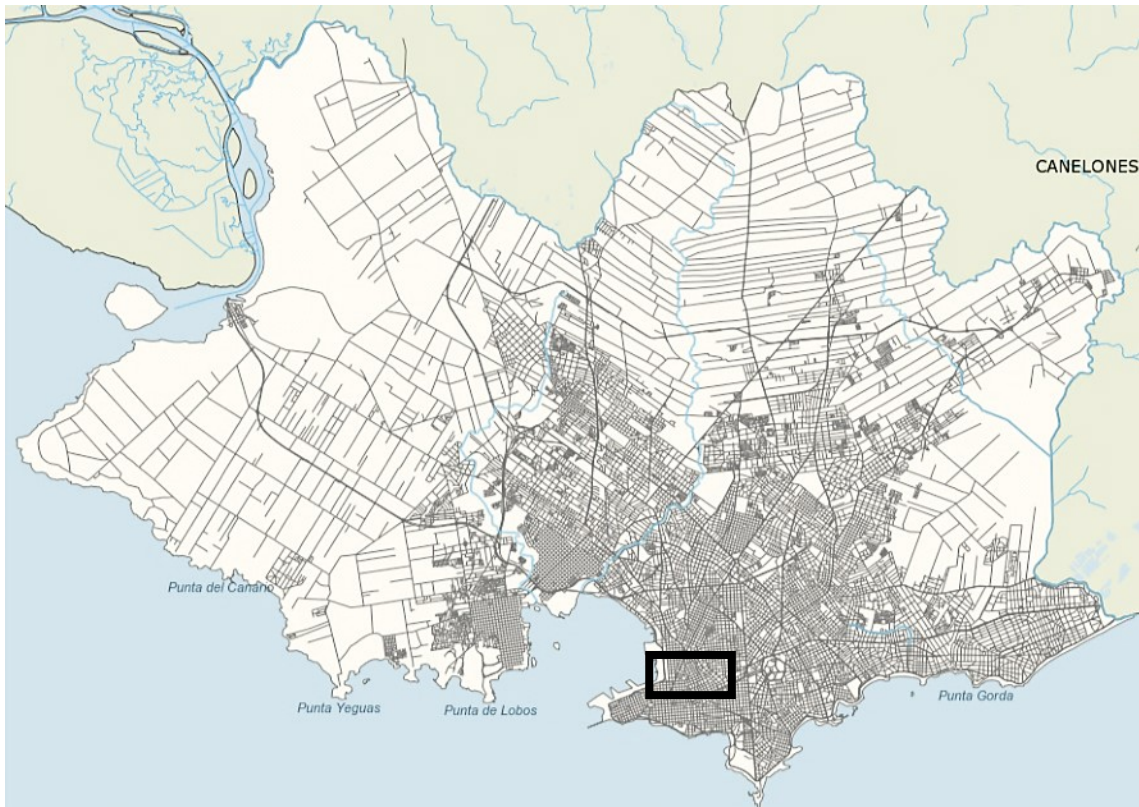 CANELONES
Punta del Canario
Punta Yeguas
Punta de Lobos
Punta Gorda